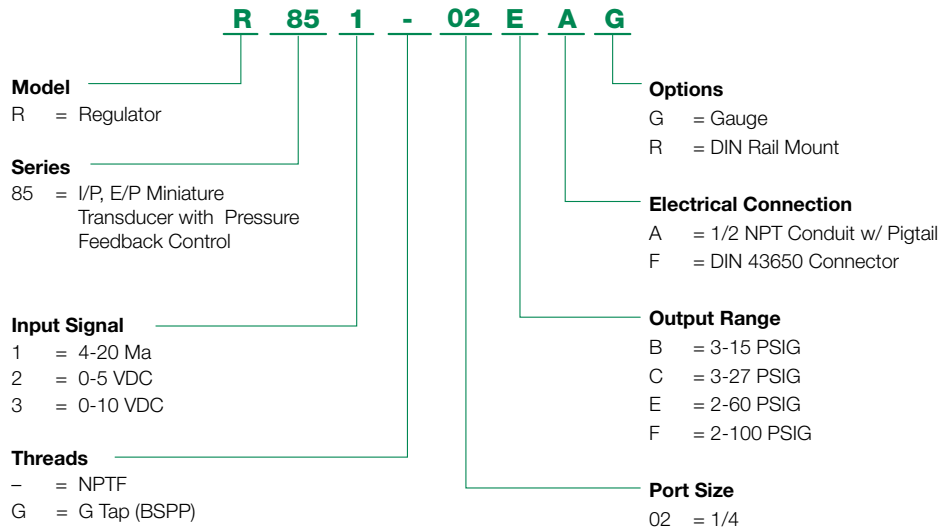 R 85 1 - 02 E A G
Model
R = Regulator
Series
85 = I/P, E/P Miniature
Transducer with Pressure
Feedback Control
Input Signal
1 = 4-20 Ma
2 = 0-5 VDC
3 = 0-10 VDC
Threads
– = NPTF
G = G Tap (BSPP)
Options
G = Gauge
R = DIN Rail Mount
Electrical Connection
A = 1/2 NPT Conduit w/ Pigtail
F = DIN 43650 Connector
Output Range
B = 3-15 PSIG
C = 3-27 PSIG
E = 2-60 PSIG
F = 2-100 PSIG
Port Size
02 = 1/4